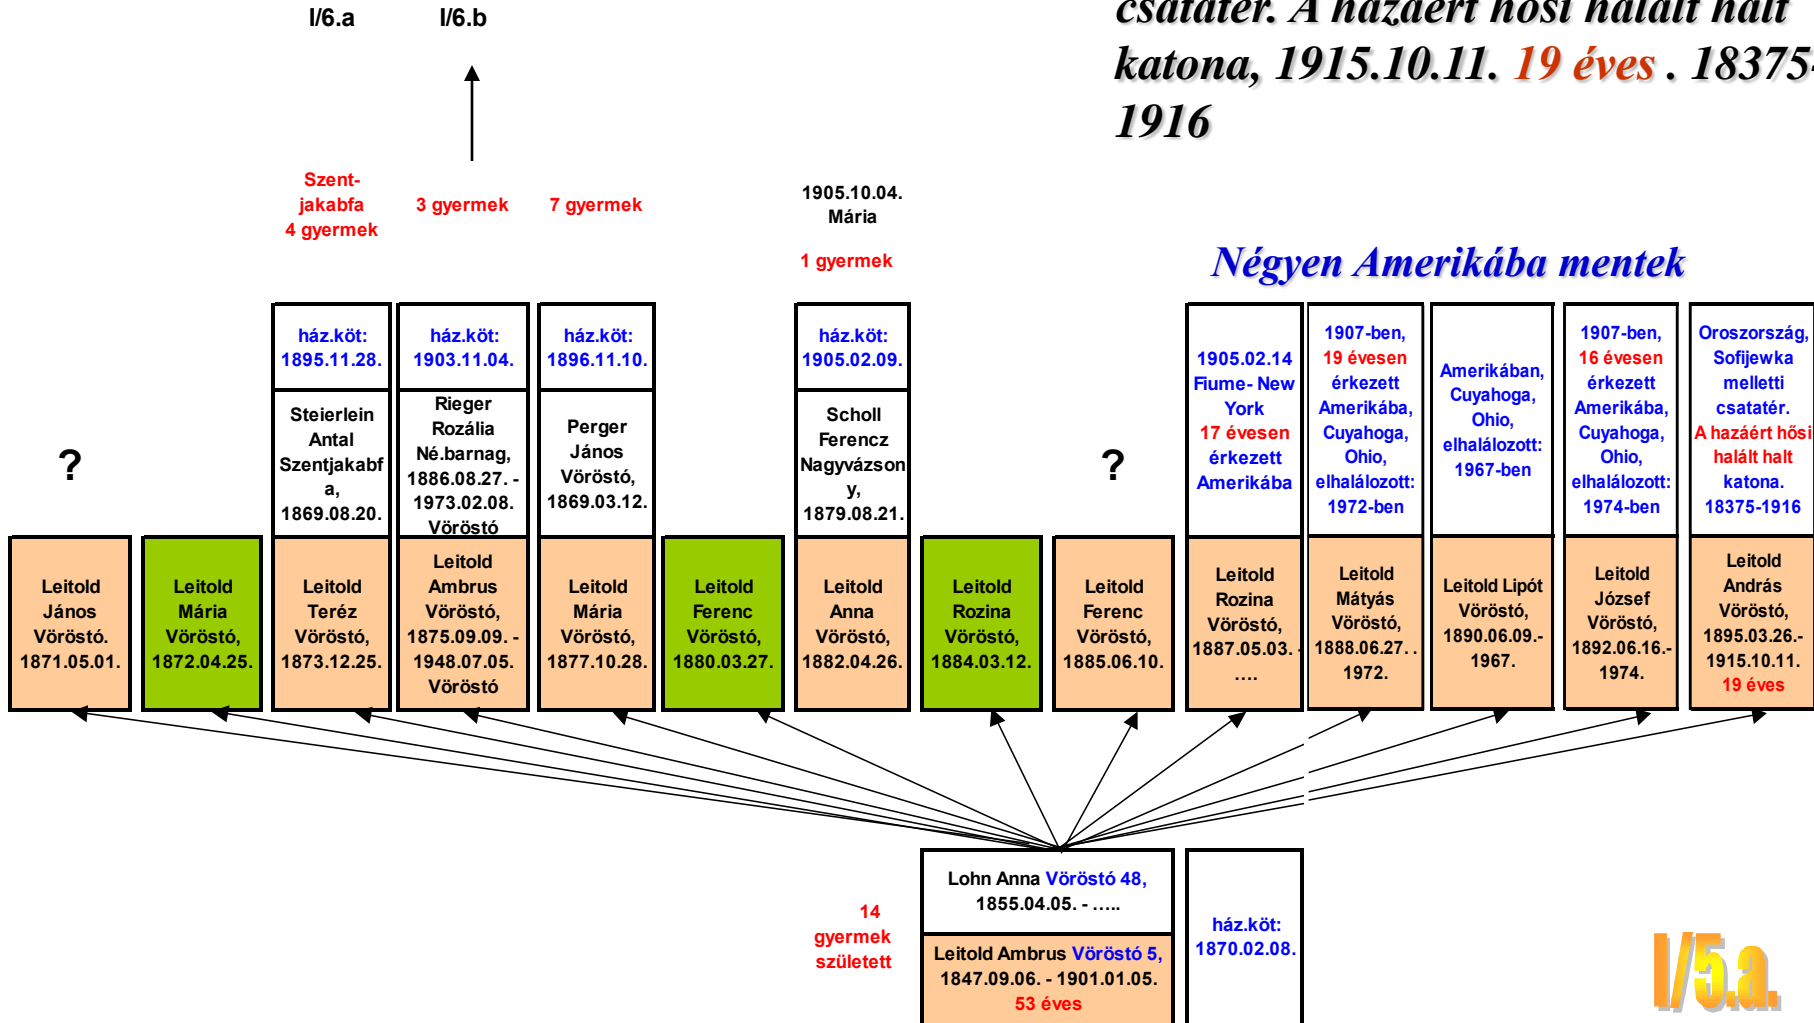 I/6.a
I/6.b
csatatér. A hazáért hősi halált halt
katona, 1915.10.11. 19 éves . 18375-
1916
Szent-
jakabfa
4 gyermek
3 gyermek
7 gyermek
1905.10.04.
Mária
1 gyermek
Négyen Amerikába mentek
?
ház.köt:
1895.11.28.
Steierlein
Antal
Szentjakabf
a,
1869.08.20.
ház.köt:
1903.11.04.
Rieger
Rozália
Né.barnag,
1886.08.27. -
1973.02.08.
Vöröstó
ház.köt:
1896.11.10.
Perger
János
Vöröstó,
1869.03.12.
ház.köt:
1905.02.09.
Scholl
Ferencz
Nagyvázson
y,
1879.08.21.
?
1905.02.14
Fiume- New
York
17 évesen
érkezett
Amerikába
1907-ben,
19 évesen
érkezett
Amerikába,
Cuyahoga,
Ohio,
elhalálozott:
1972-ben
Amerikában,
Cuyahoga,
Ohio,
elhalálozott:
1967-ben
1907-ben,
16 évesen
érkezett
Amerikába,
Cuyahoga,
Ohio,
elhalálozott:
1974-ben
Oroszország,
Sofijewka
melletti
csatatér.
A hazáért hősi
halált halt
katona.
18375-1916
Leitold
János
Vöröstó.
1871.05.01.
Leitold
Mária
Vöröstó,
1872.04.25.
Leitold
Teréz
Vöröstó,
1873.12.25.
Leitold
Ambrus
Vöröstó,
1875.09.09. -
1948.07.05.
Vöröstó
Leitold
Mária
Vöröstó,
1877.10.28.
Leitold
Ferenc
Vöröstó,
1880.03.27.
Leitold
Anna
Vöröstó,
1882.04.26.
Leitold
Rozina
Vöröstó,
1884.03.12.
Leitold
Ferenc
Vöröstó,
1885.06.10.
Leitold
Rozina
Vöröstó,
1887.05.03. -
….
Leitold
Mátyás
Vöröstó,
1888.06.27. .
1972.
Leitold Lipót
Vöröstó,
1890.06.09.-
1967.
Leitold
József
Vöröstó,
1892.06.16.-
1974.
Leitold
András
Vöröstó,
1895.03.26.-
1915.10.11.
19 éves
14
gyermek
született
Lohn Anna Vöröstó 48,
1855.04.05. - …..
Leitold Ambrus Vöröstó 5,
1847.09.06. - 1901.01.05.
53 éves
ház.köt:
1870.02.08.
I/5.a.